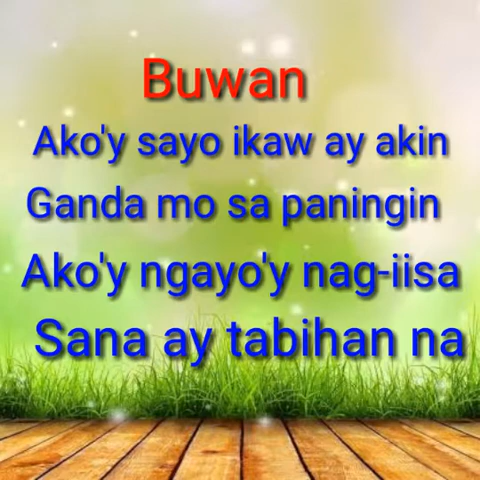 Buwan
Ako'y sayo ikaw ay akin
Ganda mo sa paningin
Ako'y ngayo'y nag-iisa
Sana ay tabihan na